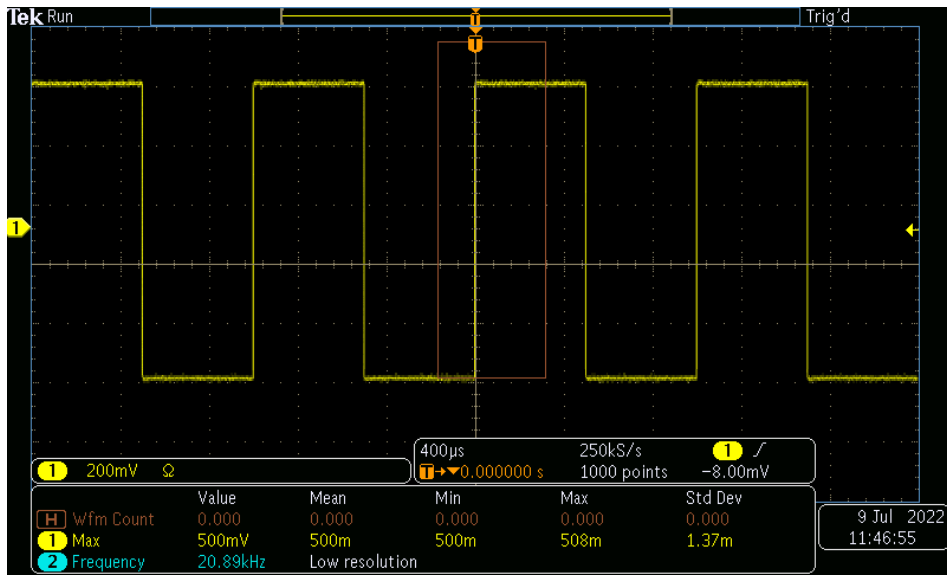 Tek Run Trig'd
T
T
1
400μs 250kS/s 1 ∫
1 200mV Ω T→▼0.000000 s 1000 points −8.00mV
Value Mean Min Max Std Dev
H Wfm Count 0.000 0.000 0.000 0.000 0.000
1 Max 500mV 500m 500m 508m 1.37m
2 Frequency 20.89kHz Low resolution
9 Jul 2022
11:46:55